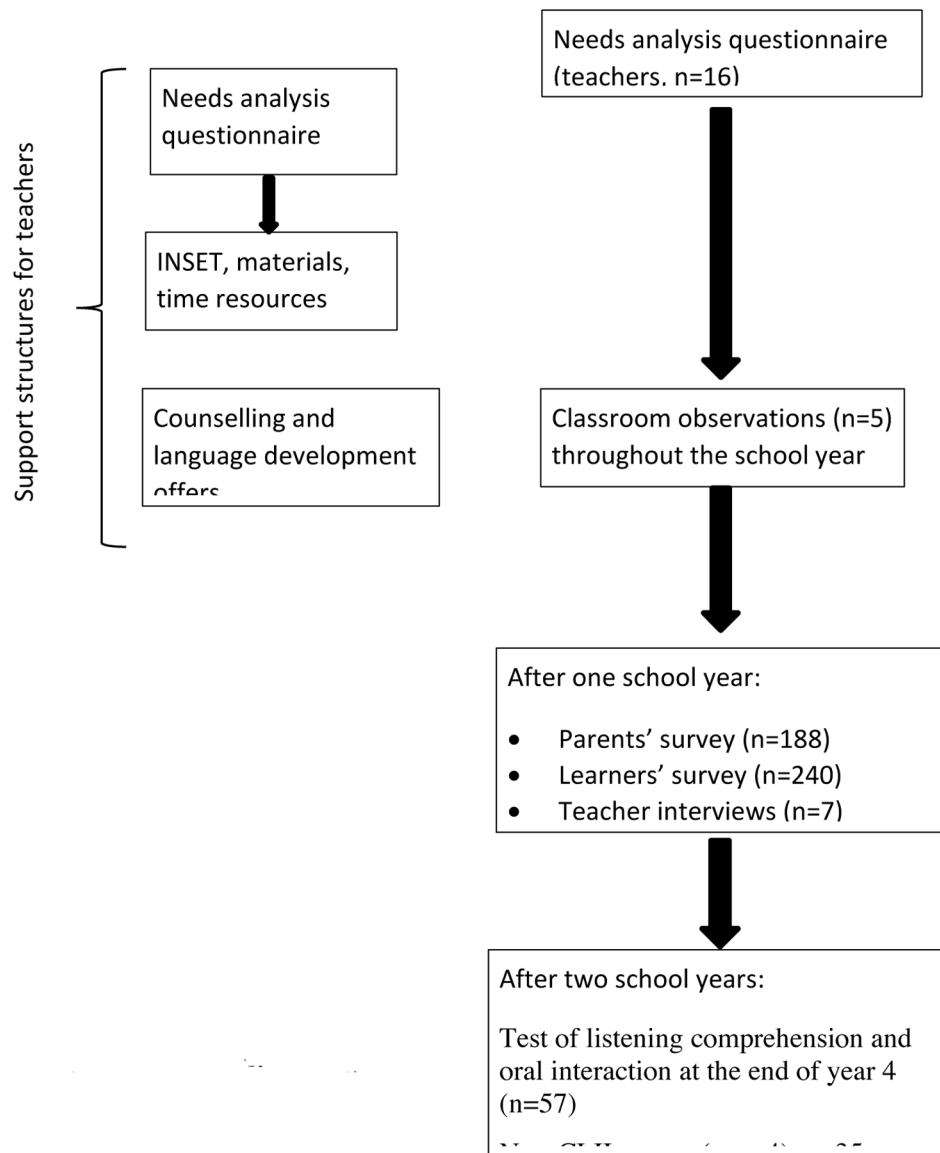 Support structures for teachers
Needs analysis
questionnaire
INSET, materials,
time resources
Counselling and
language development
offers
Needs analysis questionnaire
(teachers, n=16)
Classroom observations (n=5)
throughout the school year
After one school year:
• Parents’ survey (n=188)
• Learners’ survey (n=240)
• Teacher interviews (n=7)
After two school years:
Test of listening comprehension and
oral interaction at the end of year 4
(n=57)